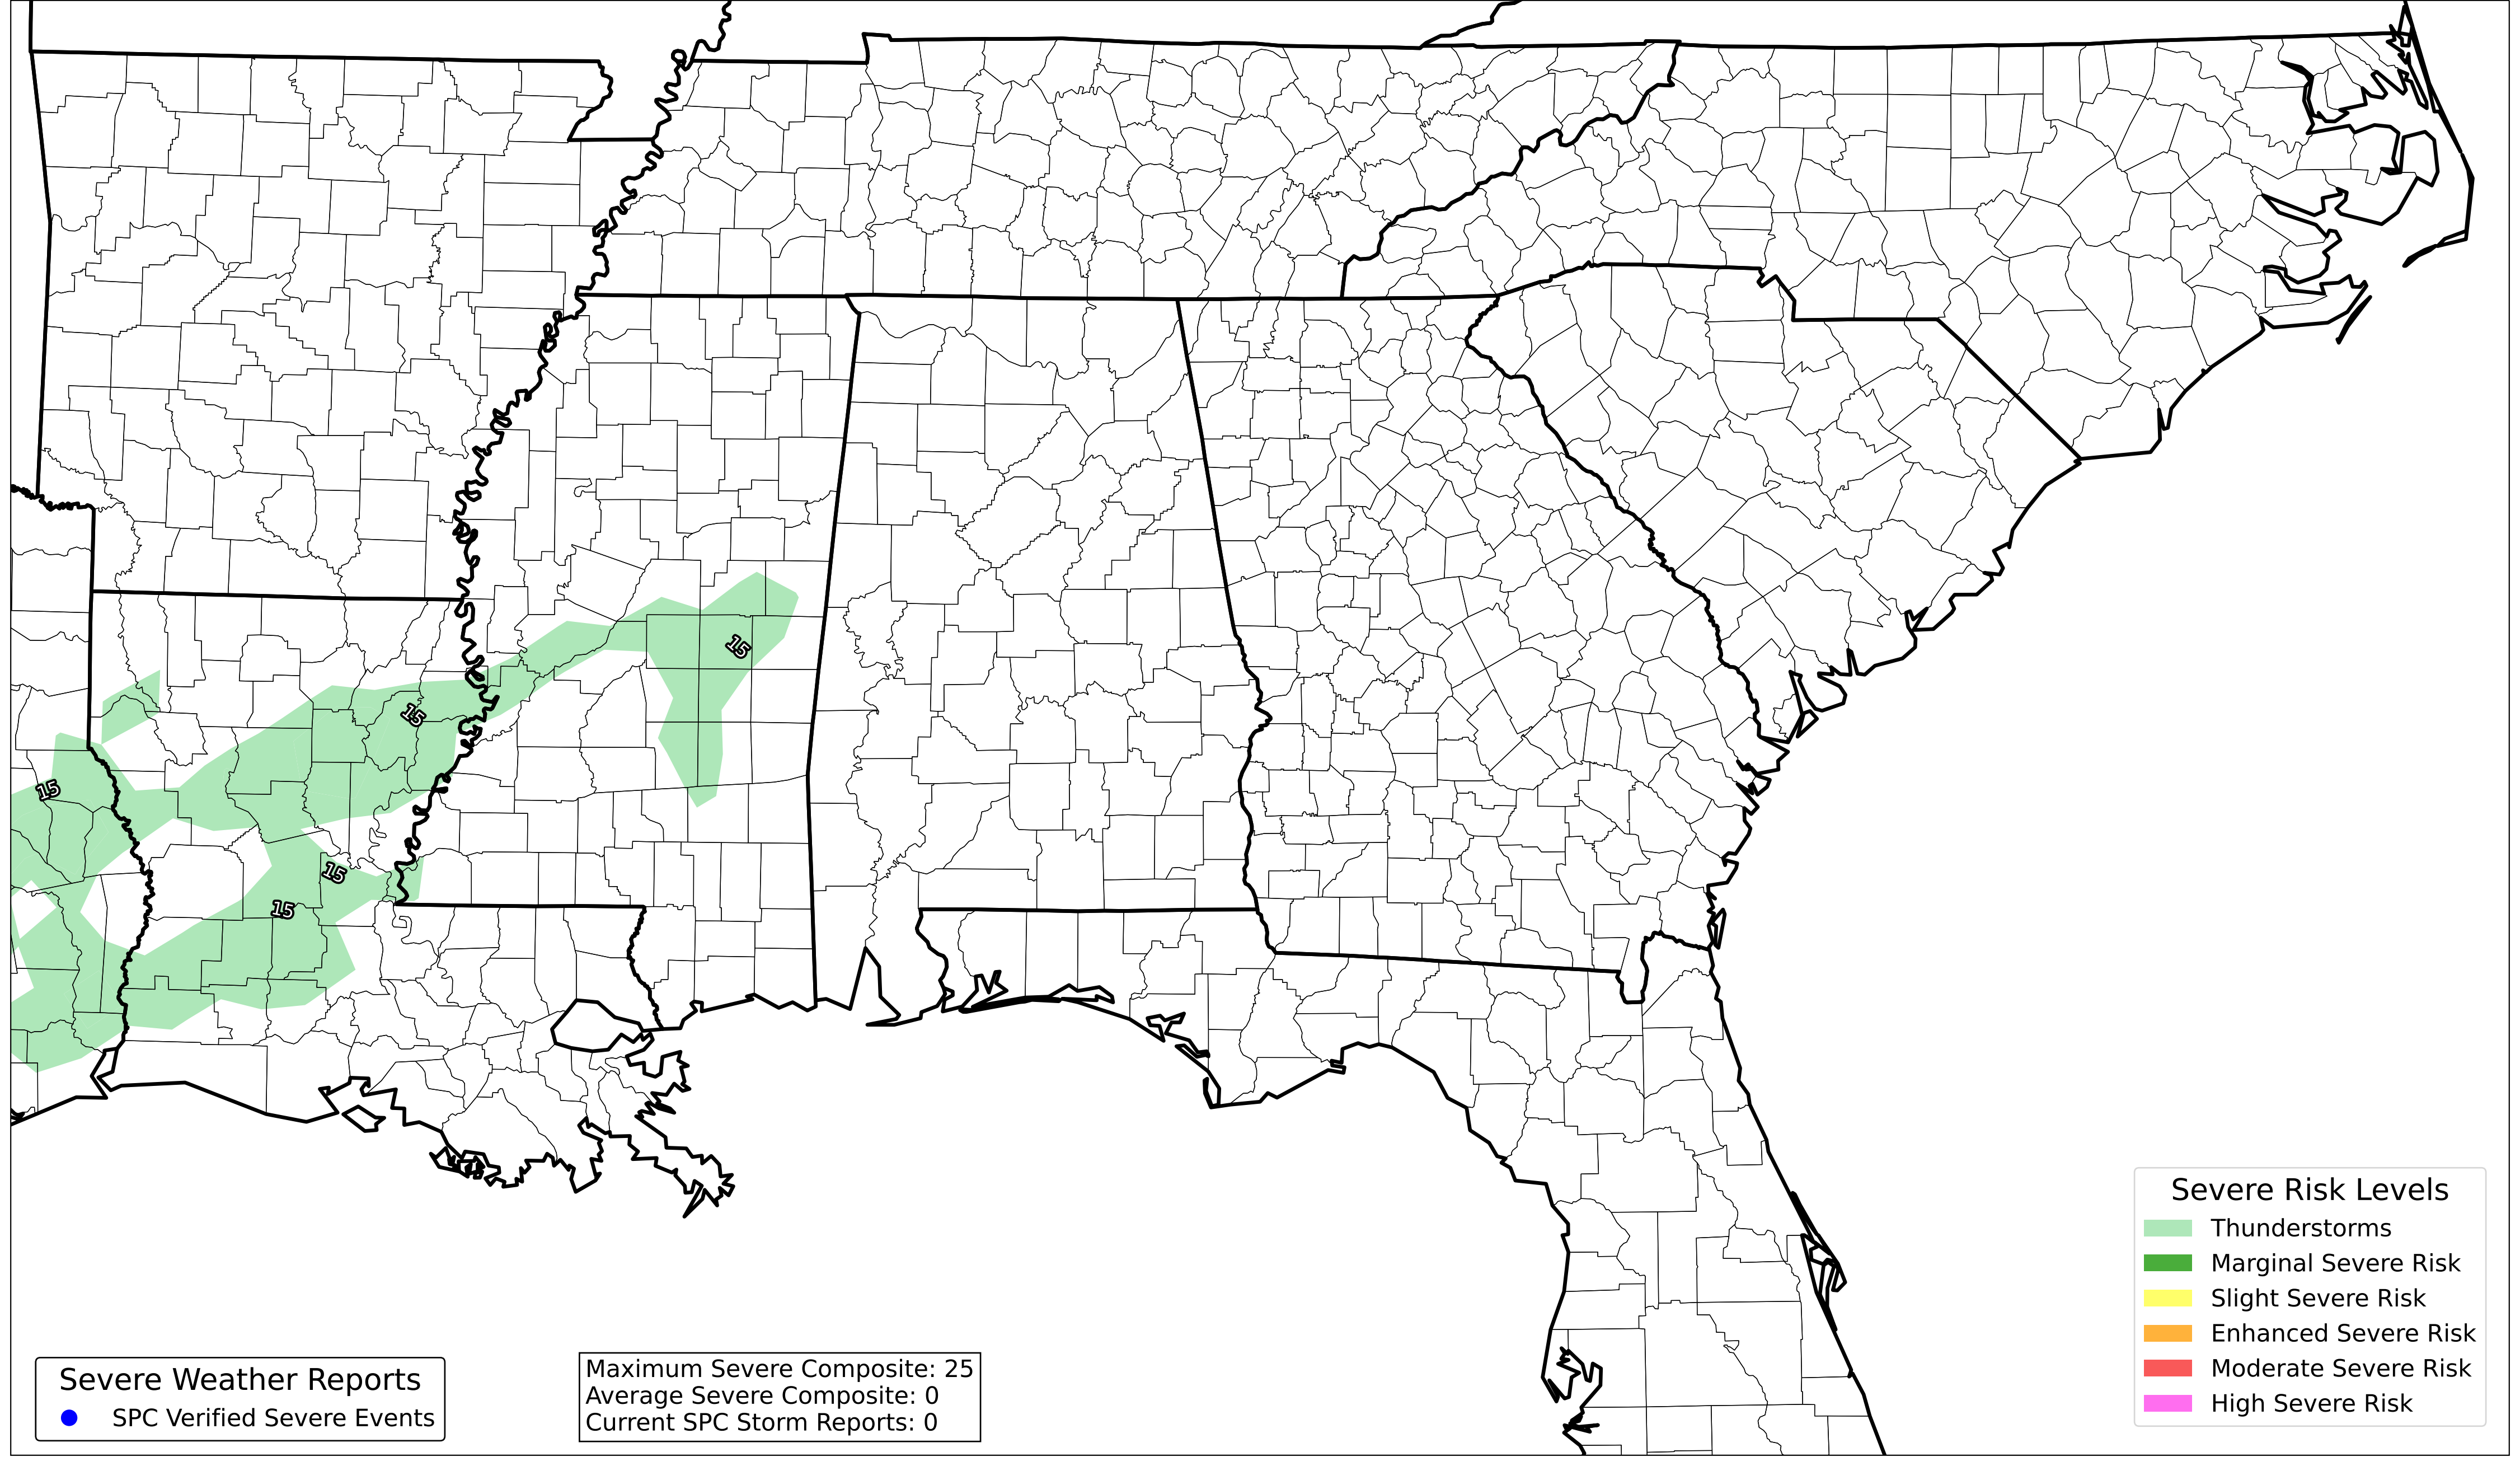 15
15
15
15
15
Severe Weather Reports
SPC Verified Severe Events
Maximum Severe Composite: 25
Average Severe Composite: 0
Current SPC Storm Reports: 0
Severe Risk Levels
Thunderstorms
Marginal Severe Risk
Slight Severe Risk
Enhanced Severe Risk
Moderate Severe Risk
High Severe Risk